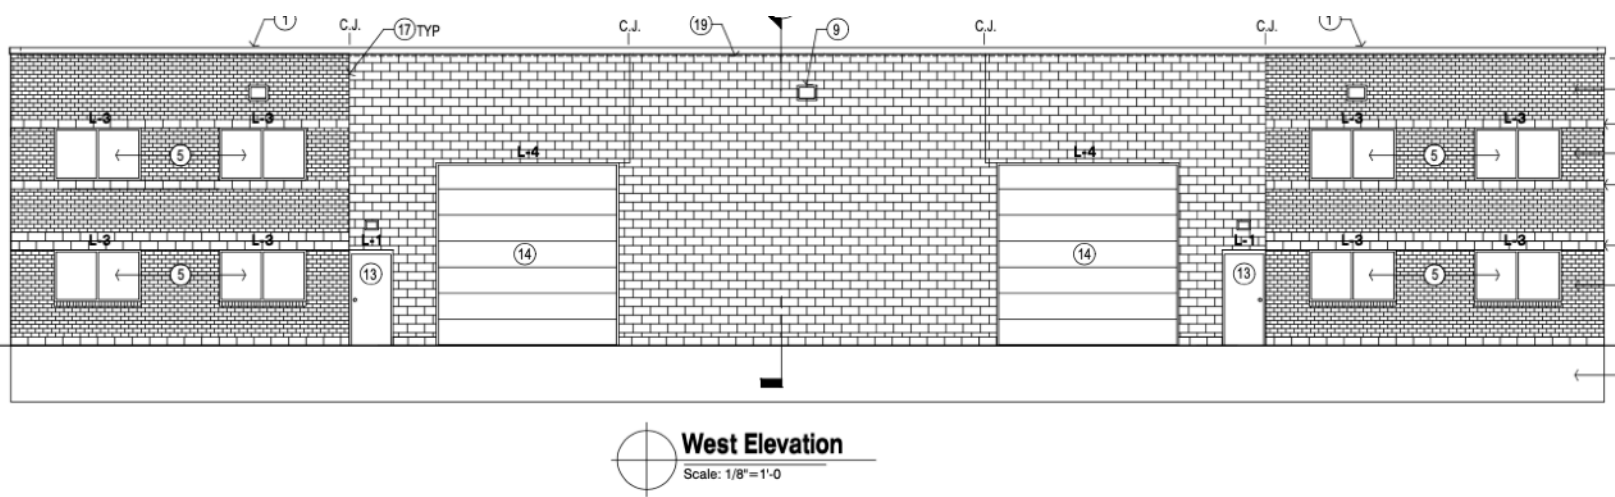 1
C.J.
17 TYP
C.J.
19
9
C.J.
C.J.
1
L-3 L-3 L-3 L-3
5 5
L-4 L-4
L-3 L-3 L-1 L-1 L-3 L-3
14 14
13 13
5 5
West Elevation
Scale: 1/8"=1'-0